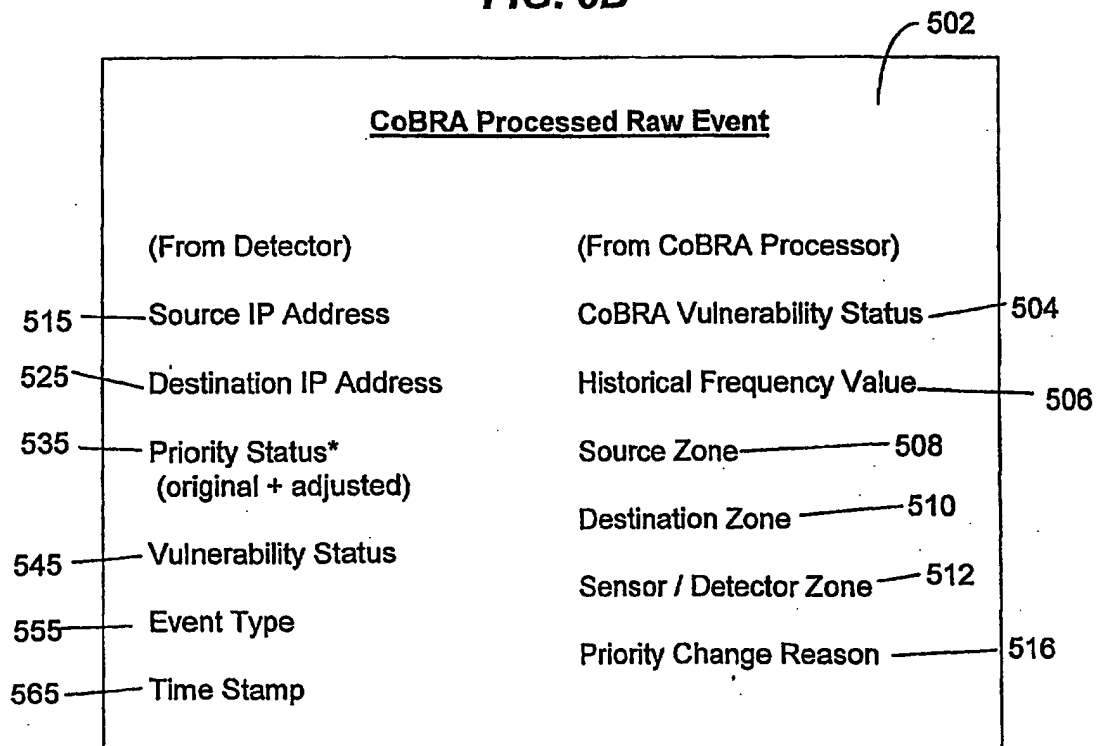 FIG. 5B
502
CoBRA Processed Raw Event
(From Detector)
(From CoBRA Processor)
515 Source IP Address
CoBRA Vulnerability Status 504
525 Destination IP Address
Historical Frequency Value 506
535 Priority Status*
(original + adjusted)
Source Zone 508
Destination Zone 510
545 Vulnerability Status
Sensor / Detector Zone 512
555 Event Type
Priority Change Reason 516
565 Time Stamp